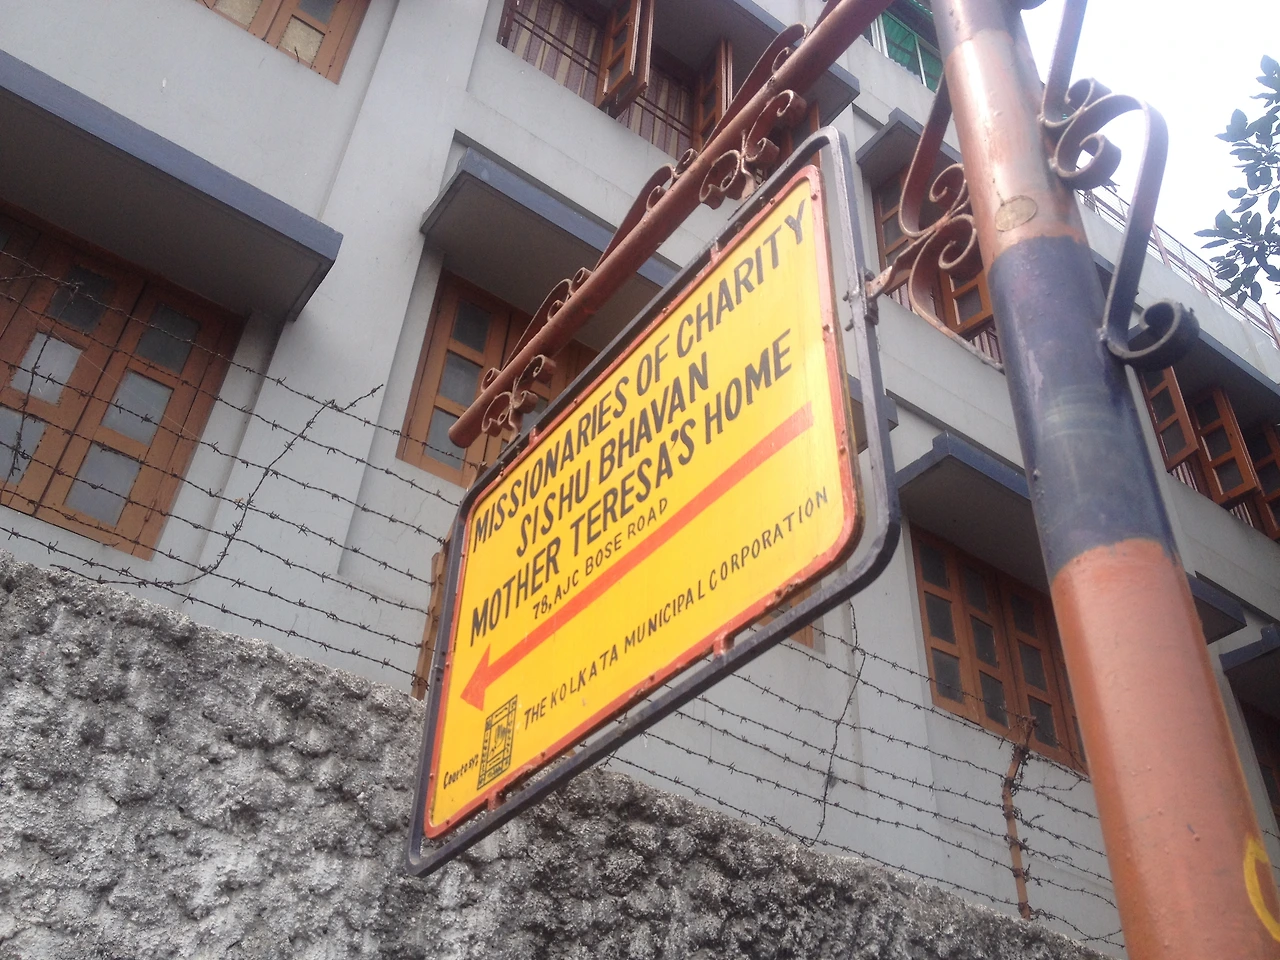 MISSIONARIES OF CHARITY
SISHU BHAVAN
MOTHER TERESA'S HOME
78, AJC BOSE ROAD
Courtesy:
THE KOLKATA MUNICIPAL CORPORATION